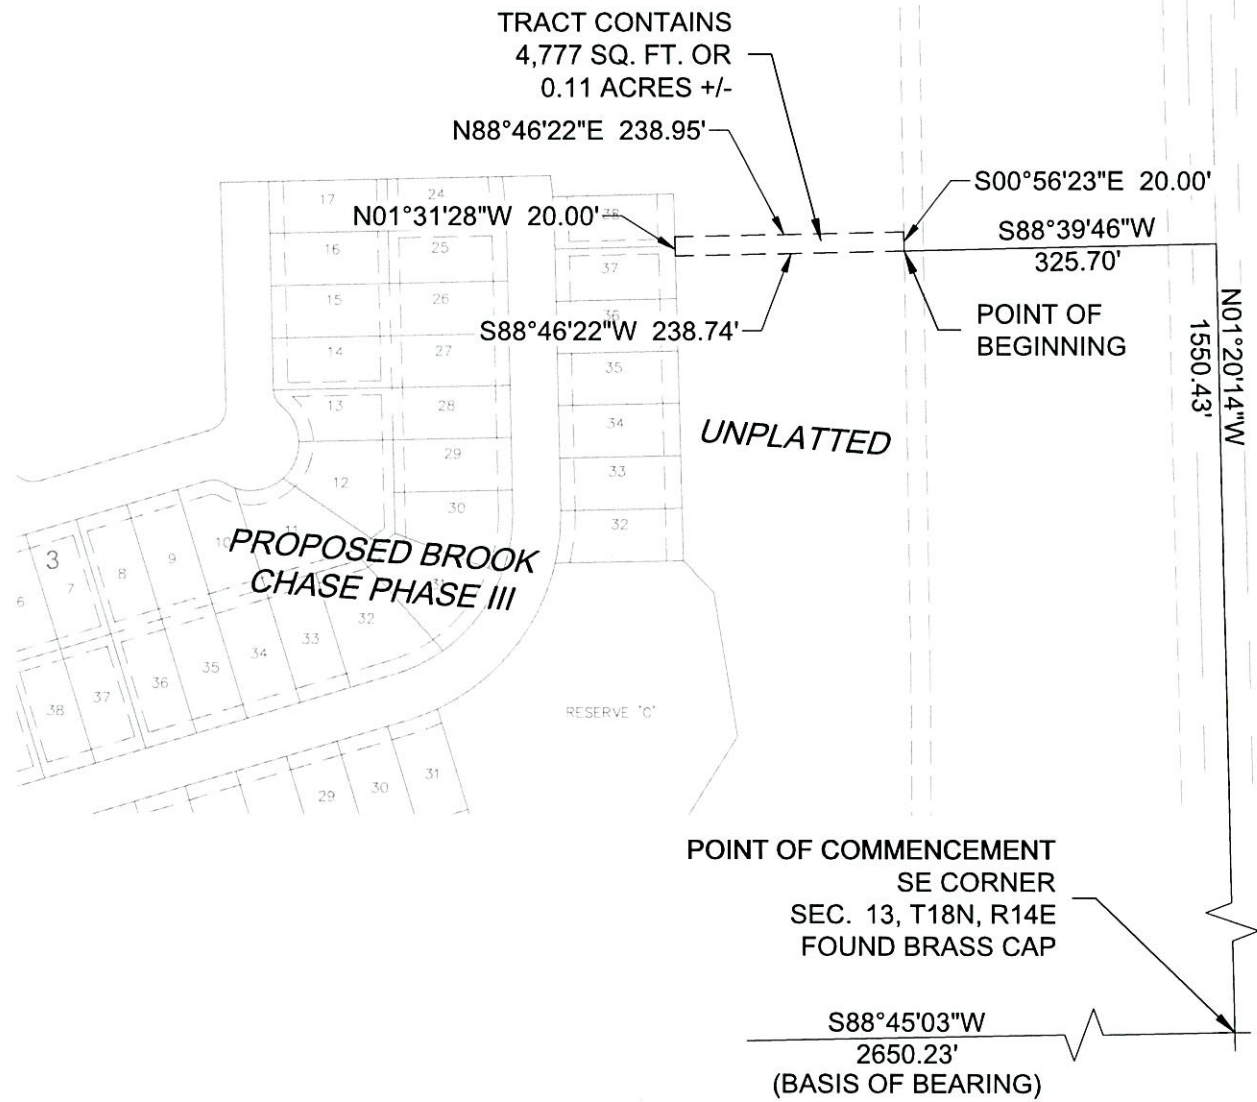 TRACT CONTAINS
4,777 SQ. FT. OR
0.11 ACRES +/-
N88°46'22"E 238.95'
S00°56'23"E 20.00'
N01°31'28"W 20.00'
S88°39'46"W
325.70'
S88°46'22"W 238.74'
POINT OF
BEGINNING
N01°20'14"W
1550.43'
UNPLATTED
PROPOSED BROOK
CHASE PHASE III
17
16
15
14
13
12
11
10
9
8
7
6
3
24
25
26
27
28
29
30
31
32
33
34
35
36
37
38
38
37
36
35
34
33
32
29
30
31
RESERVE "C"
POINT OF COMMENCEMENT
SE CORNER
SEC. 13, T18N, R14E
FOUND BRASS CAP
S88°45'03"W
2650.23'
(BASIS OF BEARING)